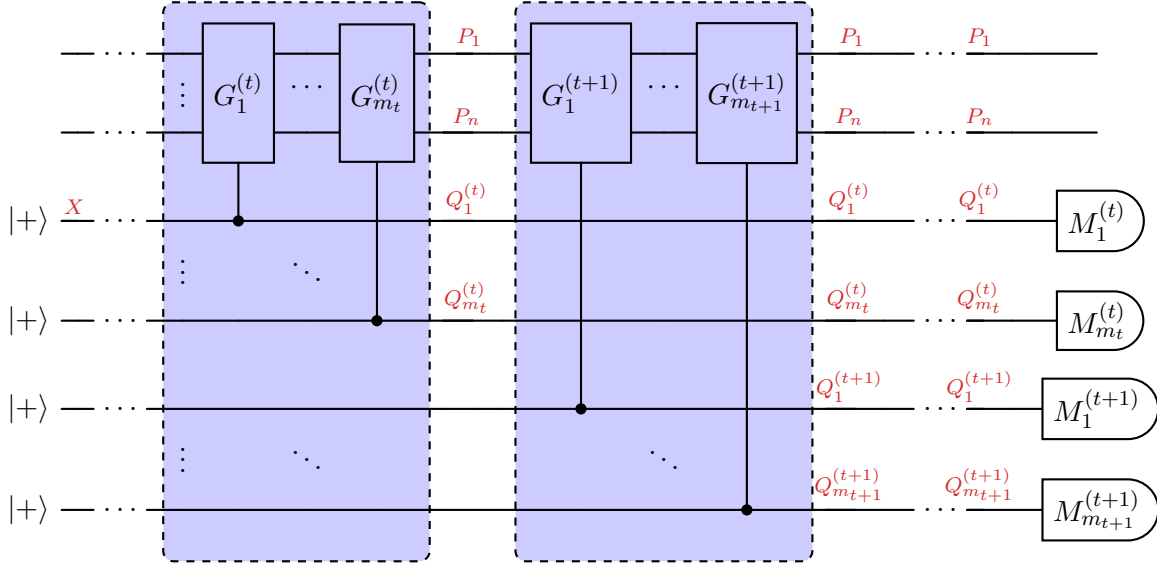 P_1 P_1 P_1
G_1^{(t)} ⋯ G_{m_t}^{(t)} G_1^{(t+1)} ⋯ G_{m_{t+1}}^{(t+1)}
P_n P_n P_n
|+⟩ X Q_1^{(t)} Q_1^{(t)} Q_1^{(t)} M_1^{(t)}
|+⟩ Q_{m_t}^{(t)} Q_{m_t}^{(t)} Q_{m_t}^{(t)} M_{m_t}^{(t)}
|+⟩ Q_1^{(t+1)} Q_1^{(t+1)} M_1^{(t+1)}
|+⟩ Q_{m_{t+1}}^{(t+1)} Q_{m_{t+1}}^{(t+1)} M_{m_{t+1}}^{(t+1)}